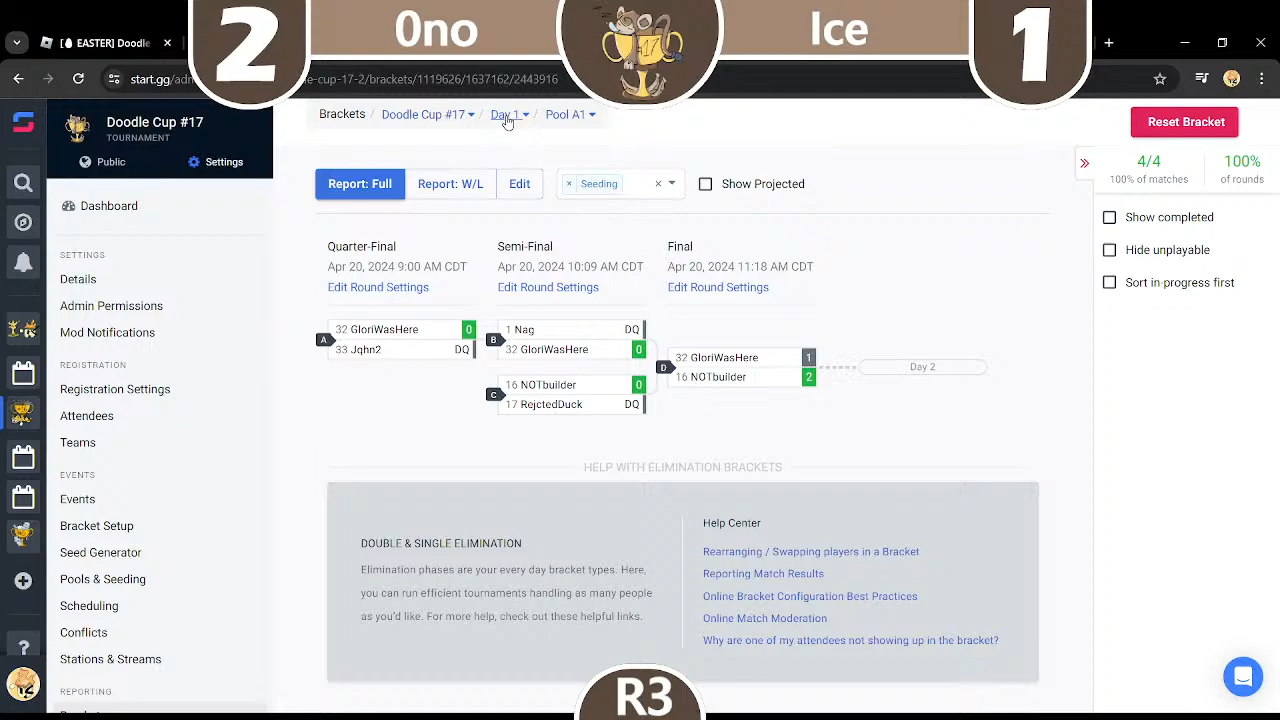 2
0no
17
Ice
1
[🥚 EASTER] Doodle
start.gg/adm
e-cup-17-2/brackets/1119626/1637162/2443916
Brackets / Doodle Cup #17 / Day 1 / Pool A1
Doodle Cup #17
TOURNAMENT
Public
Settings
Reset Bracket
4/4
100% of matches
100%
of rounds
Show completed
Hide unplayable
Sort in progress first
Report: Full
Report: W/L
Edit
× Seeding
×
Show Projected
Dashboard
SETTINGS
Details
Admin Permissions
Mod Notifications
REGISTRATION
Registration Settings
Attendees
Teams
EVENTS
Events
Bracket Setup
Seed Generator
Pools & Seeding
Scheduling
Conflicts
Stations & Streams
REPORTING
Quarter-Final
Apr 20, 2024 9:00 AM CDT
Edit Round Settings
Semi-Final
Apr 20, 2024 10:09 AM CDT
Edit Round Settings
Final
Apr 20, 2024 11:18 AM CDT
Edit Round Settings
A
32 GloriWasHere 0
33 Jqhn2 DQ
B
1 Nag DQ
32 GloriWasHere 0
C
16 NOTbuilder 0
17 RejctedDuck DQ
D
32 GloriWasHere 1
16 NOTbuilder 2
Day 2
HELP WITH ELIMINATION BRACKETS
DOUBLE & SINGLE ELIMINATION
Elimination phases are your every day bracket types. Here,
you can run efficient tournaments handling as many people
as you'd like. For more help, check out these helpful links.
Help Center
Rearranging / Swapping players in a Bracket
Reporting Match Results
Online Bracket Configuration Best Practices
Online Match Moderation
Why are one of my attendees not showing up in the bracket?
R3